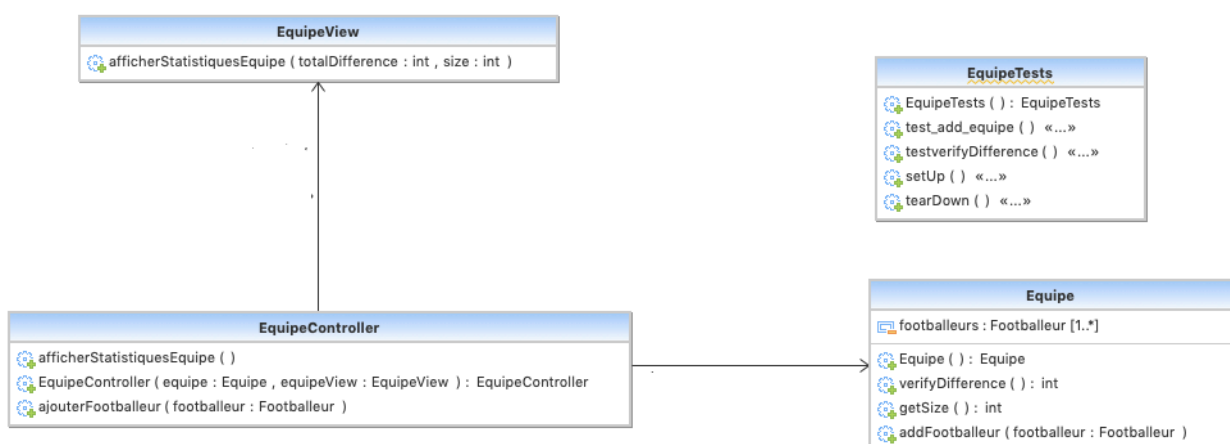 EquipeView
afficherStatistiquesEquipe ( totalDifference : int , size : int )
EquipeTests
EquipeTests ( ) : EquipeTests
test_add_equipe ( ) «...»
testverifyDifference ( ) «...»
setUp ( ) «...»
tearDown ( ) «...»
EquipeController
afficherStatistiquesEquipe ( )
EquipeController ( equipe : Equipe , equipeView : EquipeView ) : EquipeController
ajouterFootballeur ( footballeur : Footballeur )
Equipe
footballeurs : Footballeur [1..*]
Equipe ( ) : Equipe
verifyDifference ( ) : int
getSize ( ) : int
addFootballeur ( footballeur : Footballeur )